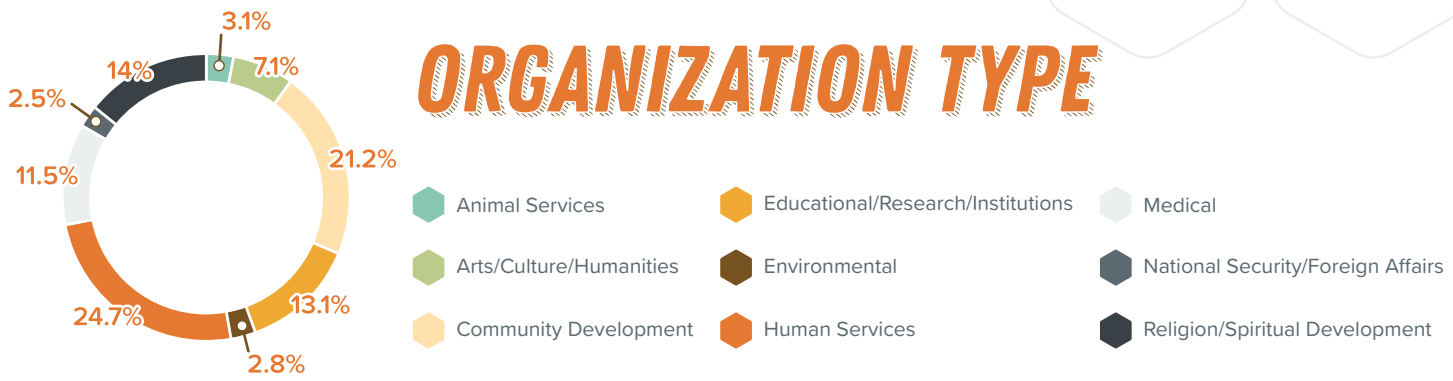 3.1%
7.1%
14%
2.5%
21.2%
11.5%
13.1%
24.7%
2.8%
ORGANIZATION TYPE
Animal Services
Arts/Culture/Humanities
Community Development
Educational/Research/Institutions
Environmental
Human Services
Medical
National Security/Foreign Affairs
Religion/Spiritual Development